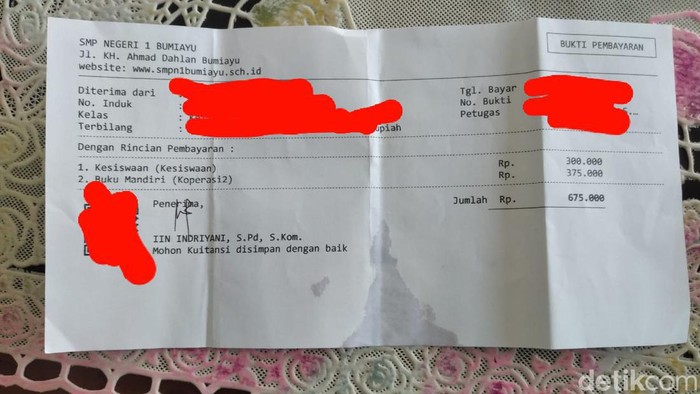 SMP NEGERI 1 BUMIAYU
Jl. KH. Ahmad Dahlan Bumiayu
website: www.smpn1bumiayu.sch.id
BUKTI PEMBAYARAN
Diterima dari :
No. Induk :
Kelas :
Terbilang : rupiah
Tgl. Bayar
No. Bukti
Petugas
Dengan Rincian Pembayaran :
1. Kesiswaan (Kesiswaan) Rp. 300.000
2. Buku Mandiri (Koperasi2) Rp. 375.000
Jumlah Rp. 675.000
Penerima,
IIN INDRIYANI, S.Pd, S.Kom.
Mohon Kuitansi disimpan dengan baik
detikcom